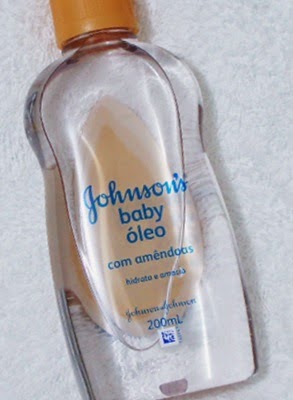 Johnson's
baby
óleo
com amêndoas
hidrata e amacia
Johnson & Johnson
200mL